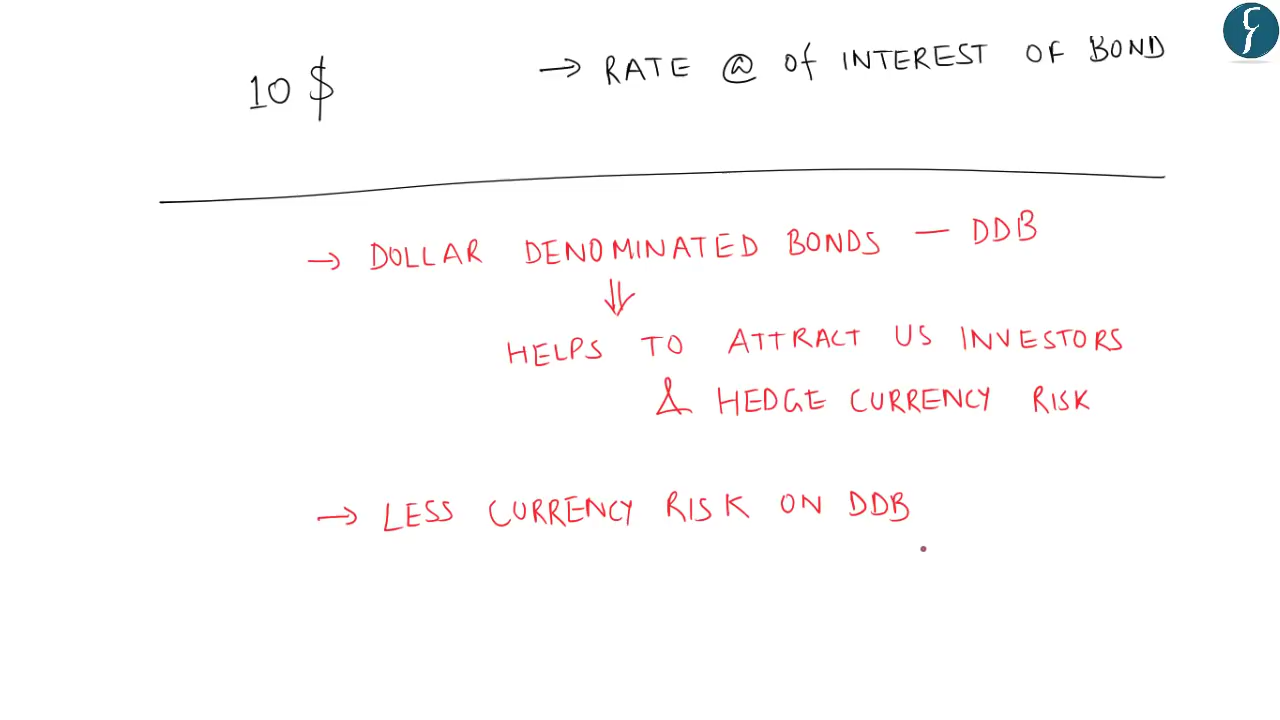 10 $ → RATE @ of INTEREST OF BOND
→ DOLLAR DENOMINATED BONDS — DDB
⇓
HELPS TO ATTRACT US INVESTORS
& HEDGE CURRENCY RISK
→ LESS CURRENCY RISK ON DDB